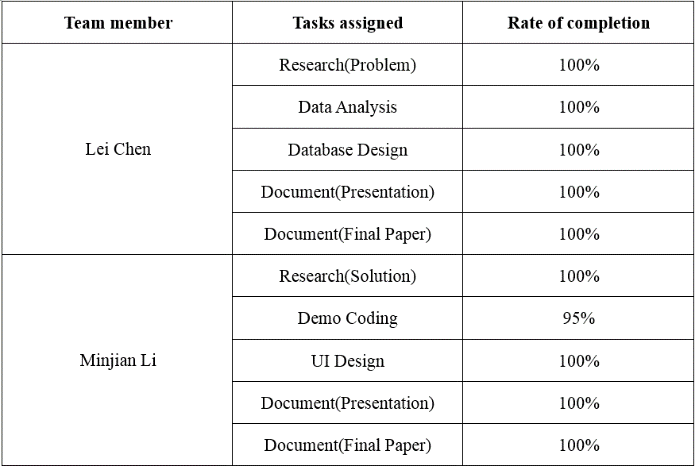 Team member Tasks assigned Rate of completion
Research(Problem) 100%
Data Analysis 100%
Lei Chen Database Design 100%
Document(Presentation) 100%
Document(Final Paper) 100%
Research(Solution) 100%
Demo Coding 95%
Minjian Li UI Design 100%
Document(Presentation) 100%
Document(Final Paper) 100%